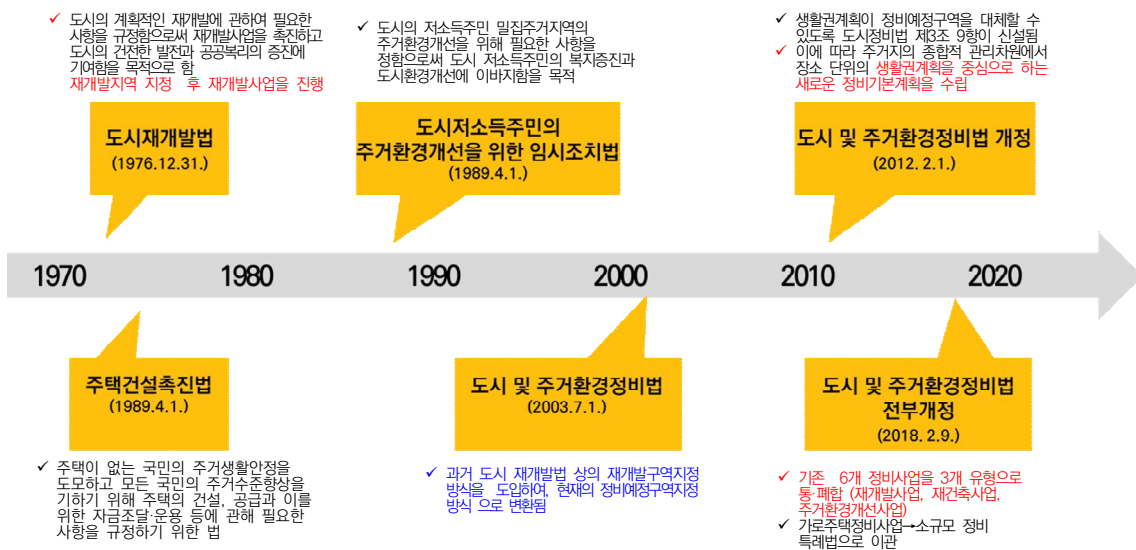 ✓ 도시의 계획적인 재개발에 관하여 필요한
사항을 규정함으로써 재개발사업을 촉진하고
도시의 건전한 발전과 공공복리의 증진에
기여함을 목적으로 함
재개발지역 지정 후 재개발사업을 진행
✓ 도시의 저소득주민 밀집주거지역의
주거환경개선을 위해 필요한 사항을
정함으로써 도시 저소득주민의 복지증진과
도시환경개선에 이바지함을 목적
✓ 생활권계획이 정비예정구역을 대체할 수
있도록 도시정비법 제3조 9항이 신설됨
✓ 이에 따라 주거지의 종합적 관리차원에서
장소 단위의 생활권계획을 중심으로 하는
새로운 정비기본계획을 수립
도시재개발법
(1976.12.31.)
도시저소득주민의
주거환경개선을 위한 임시조치법
(1989.4.1.)
도시 및 주거환경정비법 개정
(2012. 2.1.)
1970 1980 1990 2000 2010 2020
주택건설촉진법
(1989.4.1.)
도시 및 주거환경정비법
(2003.7.1.)
도시 및 주거환경정비법
전부개정
(2018. 2.9.)
✓ 주택이 없는 국민의 주거생활안정을
도모하고 모든 국민의 주거수준향상을
기하기 위해 주택의 건설, 공급과 이를
위한 자금조달·운용 등에 관해 필요한
사항을 규정하기 위한 법
✓ 과거 도시 재개발법 상의 재개발구역지정
방식을 도입하여, 현재의 정비예정구역지정
방식 으로 변환됨
✓ 기존 6개 정비사업을 3개 유형으로
통·폐합 (재개발사업, 재건축사업,
주거환경개선사업)
✓ 가로주택정비사업→소규모 정비
특례법으로 이관